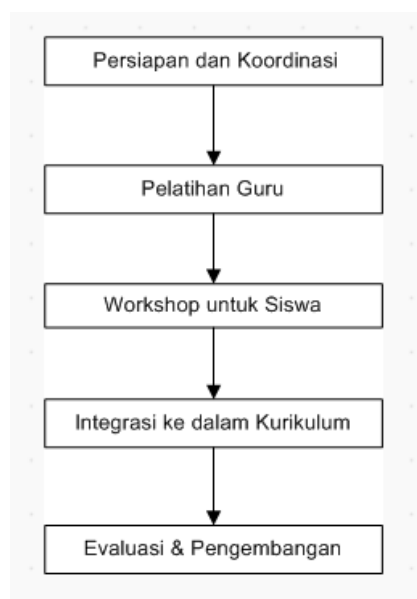 Persiapan dan Koordinasi
Pelatihan Guru
Workshop untuk Siswa
Integrasi ke dalam Kurikulum
Evaluasi & Pengembangan